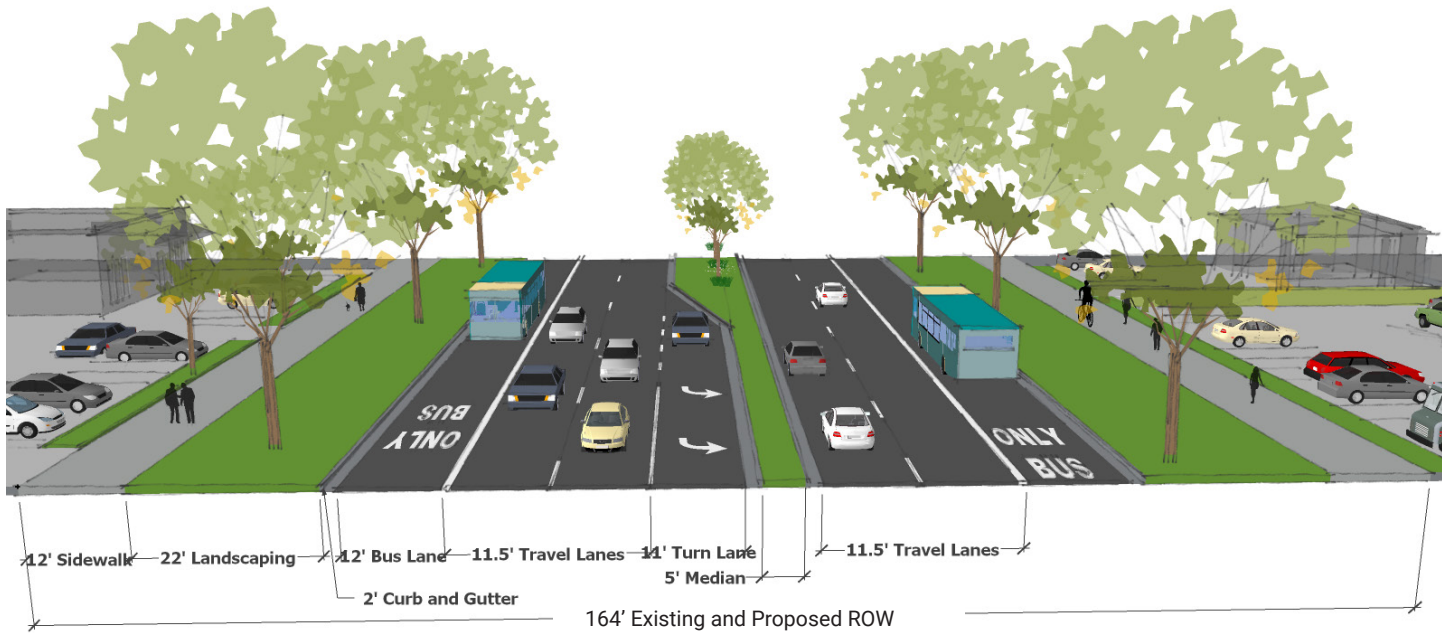 BUS
ONLY
ONLY
BUS
12' Sidewalk
22' Landscaping
12' Bus Lane
11.5' Travel Lanes
11' Turn Lane
11.5' Travel Lanes
5' Median
2' Curb and Gutter
164’ Existing and Proposed ROW